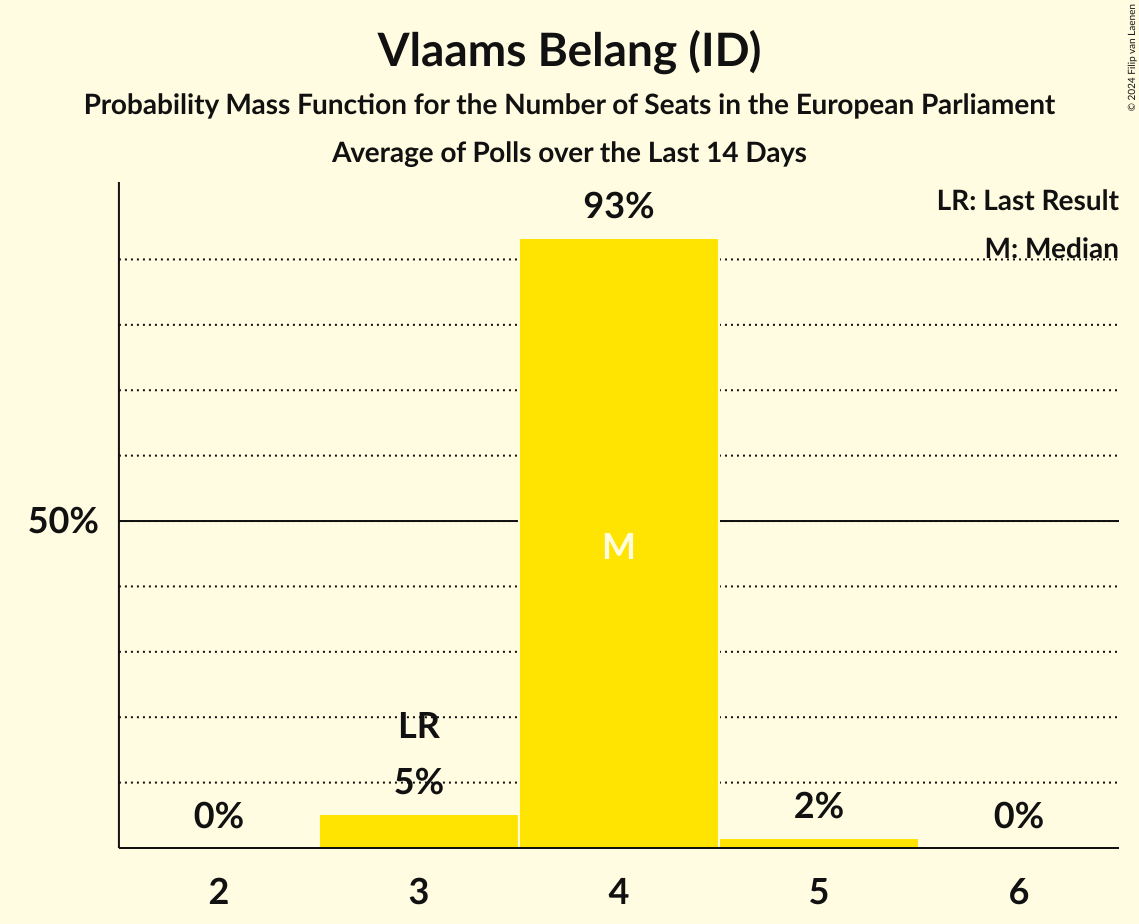 Vlaams Belang (ID)
Probability Mass Function for the Number of Seats in the European Parliament
Average of Polls over the Last 14 Days
© 2024 Filip van Laenen
LR: Last Result
M: Median
93%
50%
M
LR
5%
0%
2%
0%
2 3 4 5 6